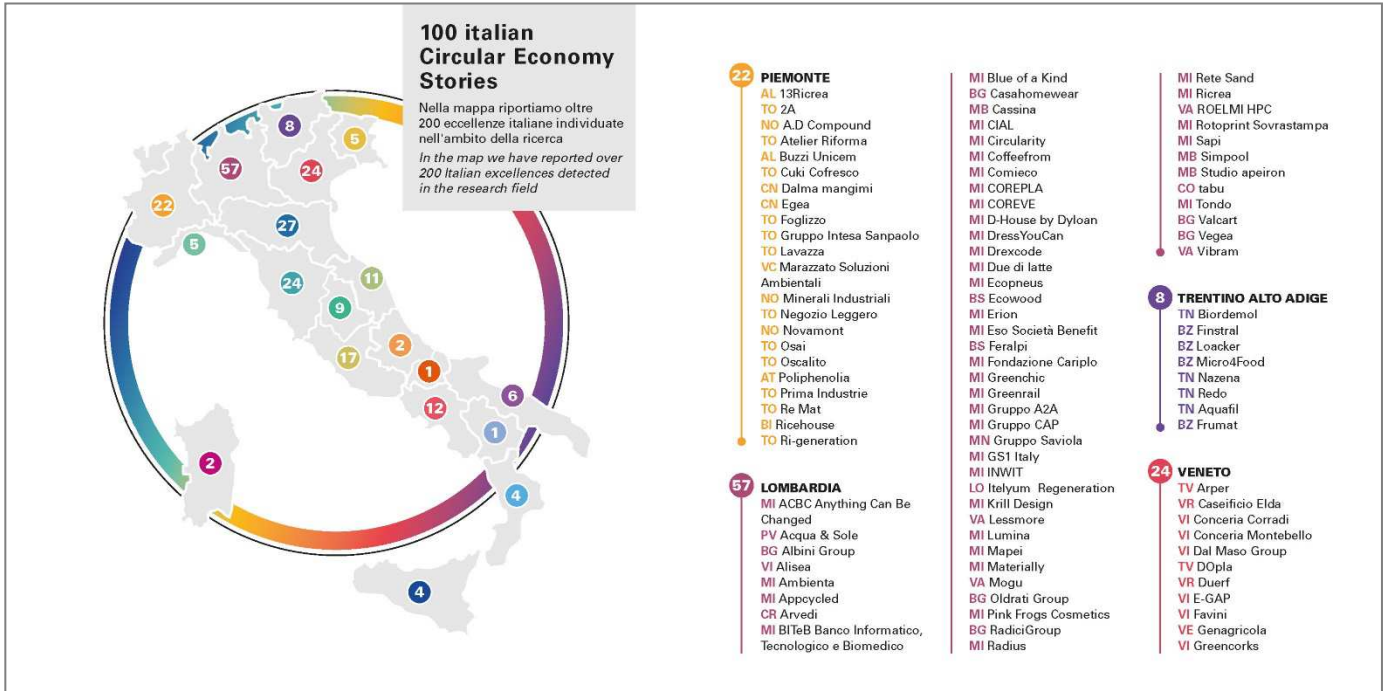 100 italian
Circular Economy
Stories
Nella mappa riportiamo oltre
200 eccellenze italiane individuate
nell'ambito della ricerca
In the map we have reported over
200 Italian excellences detected
in the research field
8
5
57
24
22
27
5
11
24
9
2
17
1
6
12
1
2
4
4
22 PIEMONTE
AL 13Ricrea
TO 2A
NO A.D Compound
TO Atelier Riforma
AL Buzzi Unicem
TO Cuki Cofresco
CN Dalma mangimi
CN Egea
TO Foglizzo
TO Gruppo Intesa Sanpaolo
TO Lavazza
VC Marazzato Soluzioni
Ambientali
NO Minerali Industriali
TO Negozio Leggero
NO Novamont
TO Osai
TO Oscalito
AT Poliphenolia
TO Prima Industrie
TO Re Mat
BI Ricehouse
TO Ri-generation
57 LOMBARDIA
MI ACBC Anything Can Be
Changed
PV Acqua & Sole
BG Albini Group
VI Alisea
MI Ambienta
MI Appcycled
CR Arvedi
MI BITeB Banco Informatico,
Tecnologico e Biomedico
MI Blue of a Kind
BG Casahomewear
MB Cassina
MI CIAL
MI Circularity
MI Coffeefrom
MI Comieco
MI COREPLA
MI COREVE
MI D-House by Dyloan
MI DressYouCan
MI Drexcode
MI Due di latte
MI Ecopneus
BS Ecowood
MI Erion
MI Eso Società Benefit
BS Feralpi
MI Fondazione Cariplo
MI Greenchic
MI Greenrail
MI Gruppo A2A
MI Gruppo CAP
MN Gruppo Saviola
MI GS1 Italy
MI INWIT
LO Itelyum Regeneration
MI Krill Design
VA Lessmore
MI Lumina
MI Mapei
MI Materially
VA Mogu
BG Oldrati Group
MI Pink Frogs Cosmetics
BG RadiciGroup
MI Radius
MI Rete Sand
MI Ricrea
VA ROELMI HPC
MI Rotoprint Sovrastampa
MI Sapi
MB Simpool
MB Studio apeiron
CO tabu
MI Tondo
BG Valcart
BG Vegea
VA Vibram
8 TRENTINO ALTO ADIGE
TN Biordemol
BZ Finstral
BZ Loacker
BZ Micro4Food
TN Nazena
TN Redo
TN Aquafil
BZ Frumat
24 VENETO
TV Arper
VR Caseificio Elda
VI Conceria Corradi
VI Conceria Montebello
VI Dal Maso Group
TV DOpla
VR Duerf
VI E-GAP
VI Favini
VE Genagricola
VI Greencorks